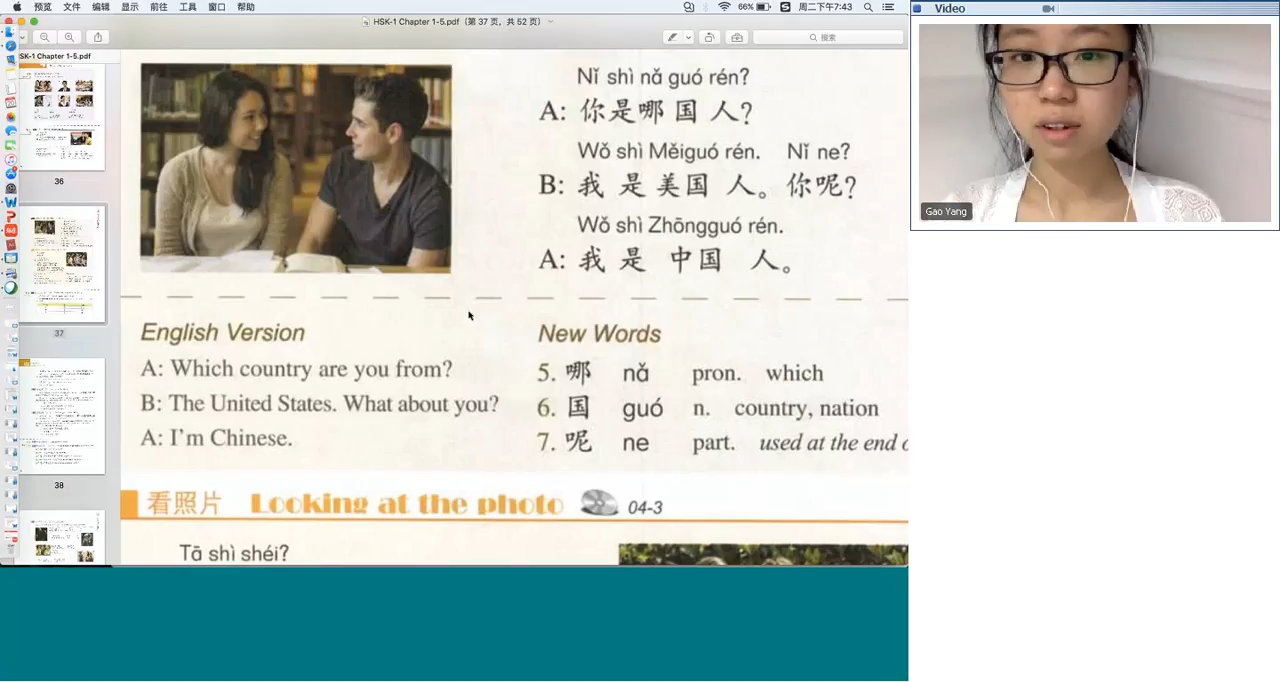 预览 文件 编辑 显示 前往 工具 窗口 帮助
66%
周二下午7:43
HSK-1 Chapter 1-5.pdf（第 37 页，共 52 页）
搜索
SK-1 Chapter 1-5.pdf
36
37
38
Nǐ shì nǎ guó rén?
A: 你是哪 国 人?
Wǒ shì Měiguó rén. Nǐ ne?
B: 我 是 美国 人。你呢?
Wǒ shì Zhōngguó rén.
A: 我 是 中国 人。
English Version
A: Which country are you from?
B: The United States. What about you?
A: I'm Chinese.
New Words
5. 哪 nǎ pron. which
6. 国 guó n. country, nation
7. 呢 ne part. used at the end o
看照片 Looking at the photo 04-3
Tā shì shéi?
Video
Gao Yang